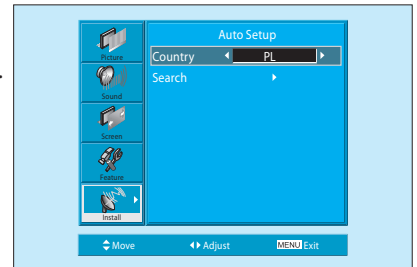 Auto Setup
Picture
Country PL
Search
Sound
Screen
Feature
Install
Move Adjust MENU Exit